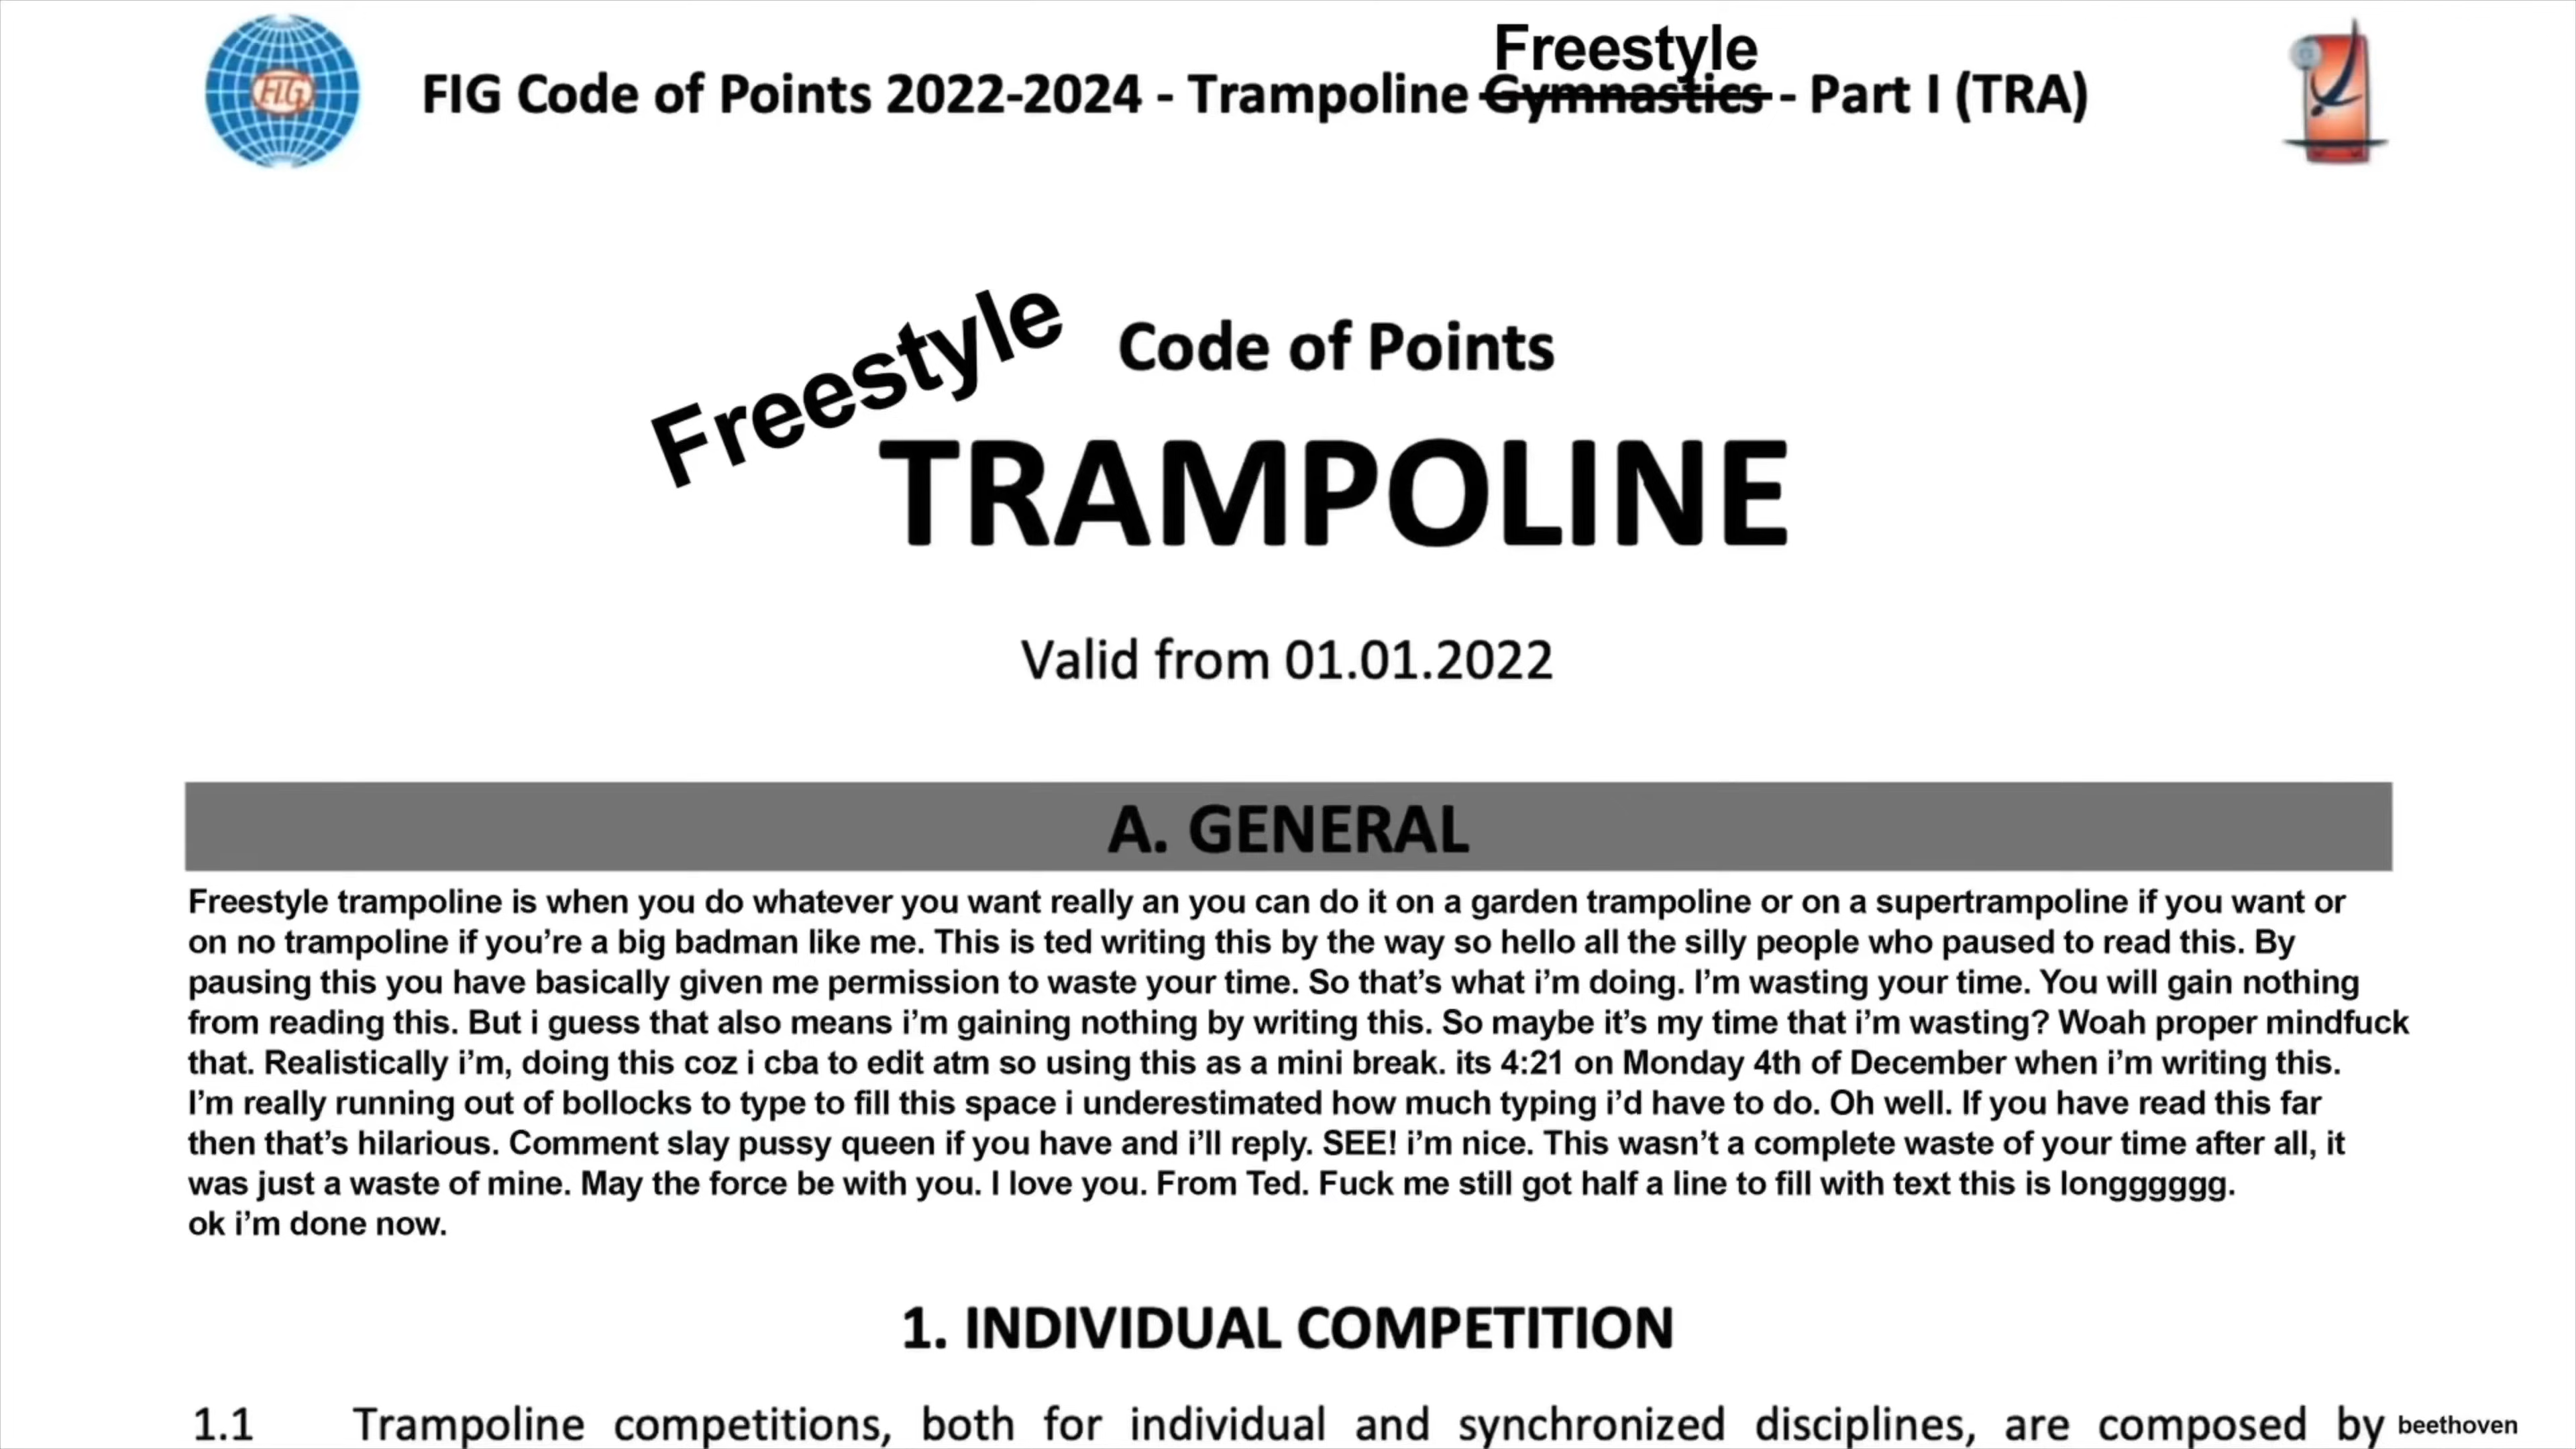 Freestyle
FIG Code of Points 2022-2024 - Trampoline Gymnastics - Part I (TRA)
FIG
Freestyle
Code of Points
TRAMPOLINE
Valid from 01.01.2022
A. GENERAL
Freestyle trampoline is when you do whatever you want really an you can do it on a garden trampoline or on a supertrampoline if you want or
on no trampoline if you’re a big badman like me. This is ted writing this by the way so hello all the silly people who paused to read this. By
pausing this you have basically given me permission to waste your time. So that’s what i’m doing. I’m wasting your time. You will gain nothing
from reading this. But i guess that also means i’m gaining nothing by writing this. So maybe it’s my time that i’m wasting? Woah proper mindfuck
that. Realistically i’m, doing this coz i cba to edit atm so using this as a mini break. its 4:21 on Monday 4th of December when i’m writing this.
I’m really running out of bollocks to type to fill this space i underestimated how much typing i’d have to do. Oh well. If you have read this far
then that’s hilarious. Comment slay pussy queen if you have and i’ll reply. SEE! i’m nice. This wasn’t a complete waste of your time after all, it
was just a waste of mine. May the force be with you. I love you. From Ted. Fuck me still got half a line to fill with text this is longgggggg.
ok i’m done now.
1. INDIVIDUAL COMPETITION
1.1 Trampoline competitions, both for individual and synchronized disciplines, are composed by beethoven